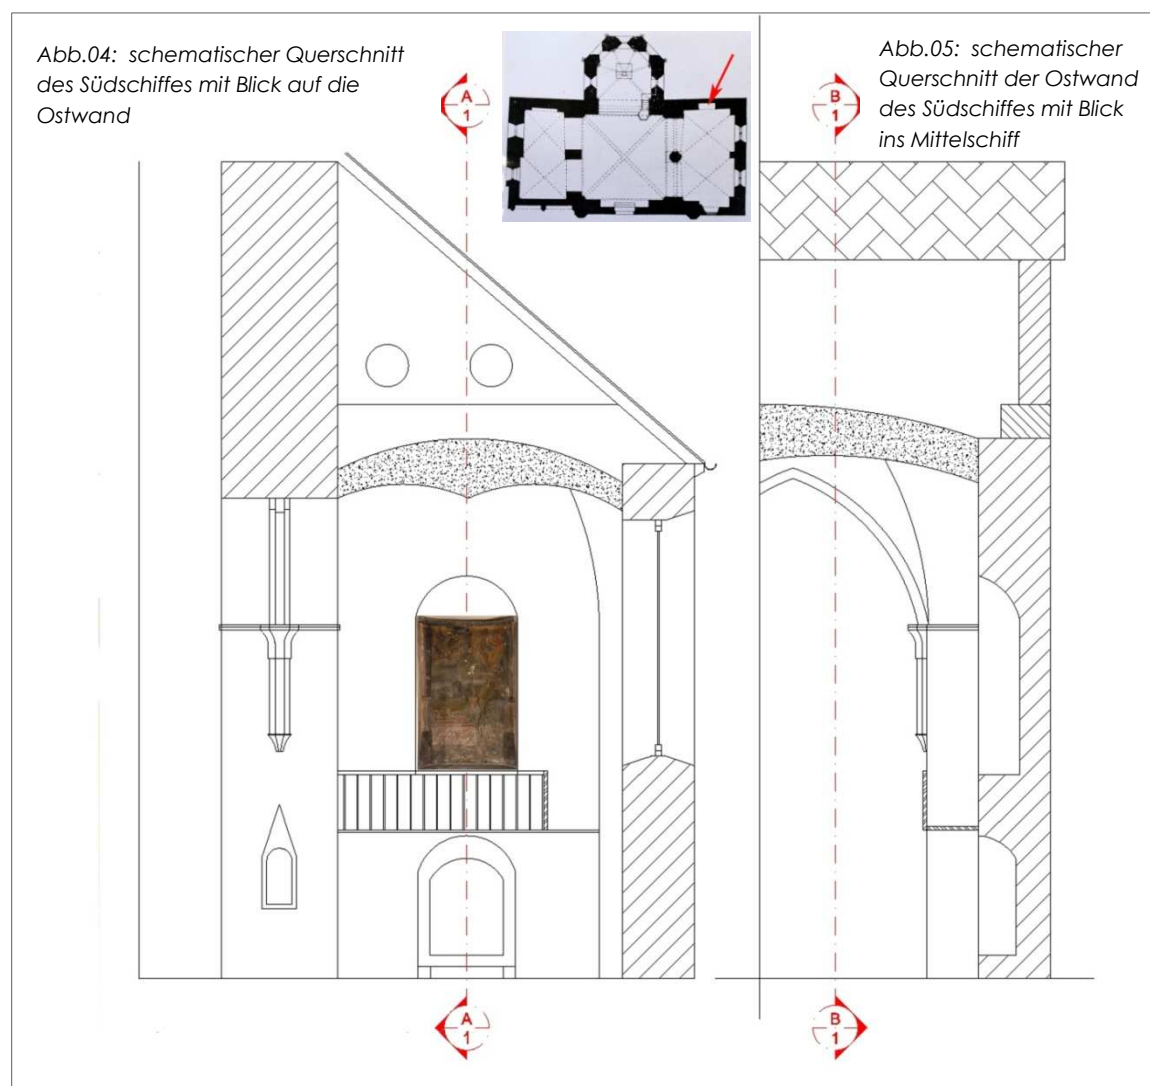 Abb.04: schematischer Querschnitt
des Südschiffes mit Blick auf die
Ostwand
Abb.05: schematischer
Querschnitt der Ostwand
des Südschiffes mit Blick
ins Mittelschiff
A
1
B
1
A
1
B
1